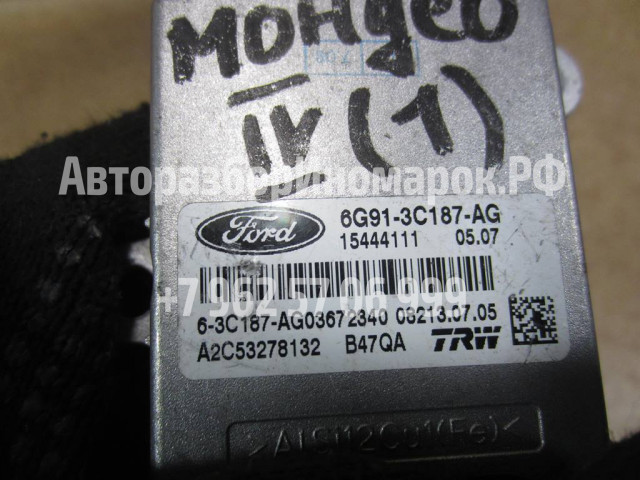 МОНДЕО
IV (1)
АвторазбрИномарок.РФ
Ford
6G91-3C187-AG
15444111 05.07
+7 962 57 06 999
6-3C187-AG03672340 08213.07.05
A2C53278132 B47QA TRW
>AlSi12Cu1(Fe)<